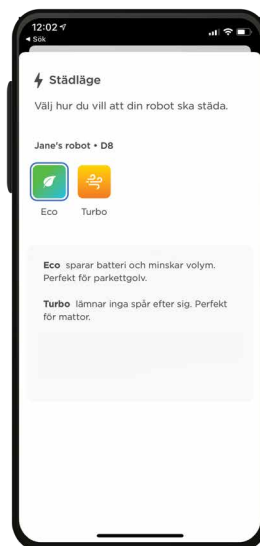 12:02
Sök
Städläge
Välj hur du vill att din robot ska städa.
Jane's robot • D8
Eco Turbo
Eco sparar batteri och minskar volym.
Perfekt för parkettgolv.
Turbo lämnar inga spår efter sig. Perfekt
för mattor.